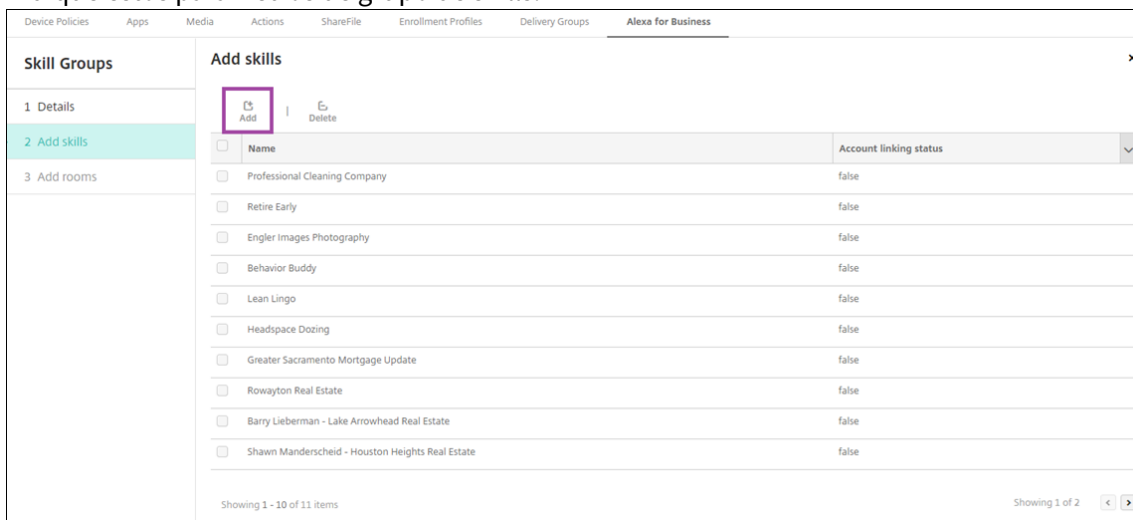 Device Policies Apps Media Actions ShareFile Enrollment Profiles Delivery Groups Alexa for Business
Skill Groups
1 Details
2 Add skills
3 Add rooms
Add skills
Add | Delete
Name Account linking status
Professional Cleaning Company false
Retire Early false
Engler Images Photography false
Behavior Buddy false
Lean Lingo false
Headspace Dozing false
Greater Sacramento Mortgage Update false
Rowayton Real Estate false
Barry Lieberman - Lake Arrowhead Real Estate false
Shawn Manderscheid - Houston Heights Real Estate false
Showing 1 - 10 of 11 items Showing 1 of 2 < >